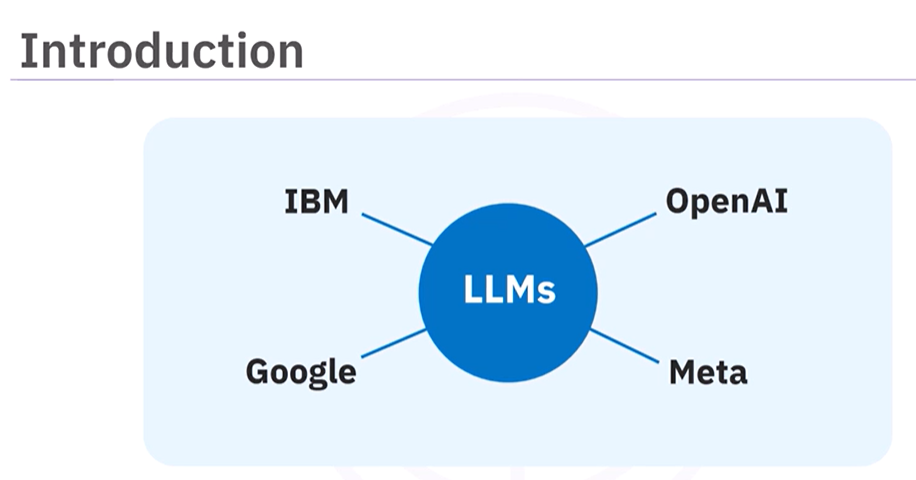 Introduction
IBM
OpenAI
LLMs
Google
Meta